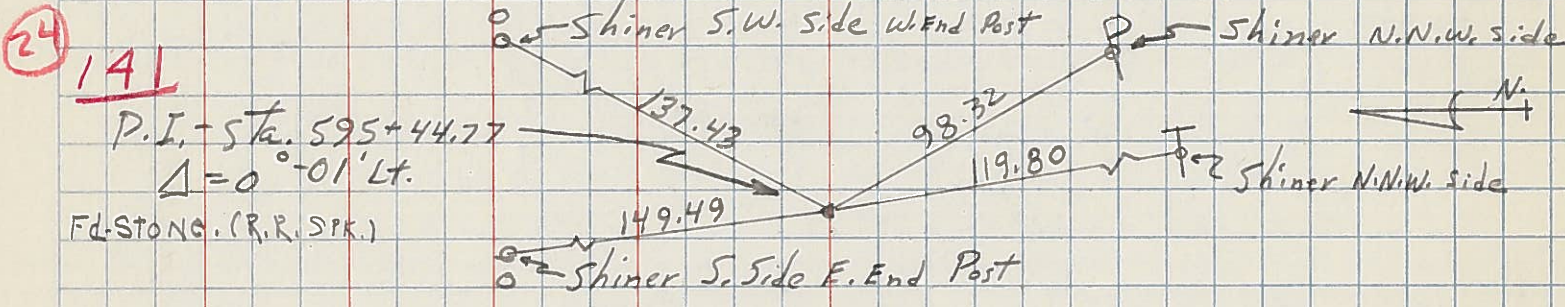 24
Shiner S.W. Side W. End Post
Shiner N.N.W. Side
141
N.
P.I. - Sta. 595+44.77
137.43
98.32
Δ = 0°-01' Lt.
119.80
Shiner N.N.W. Side
Fd-STONE. (R.R. SPK.)
149.49
Shiner S. Side E. End Post